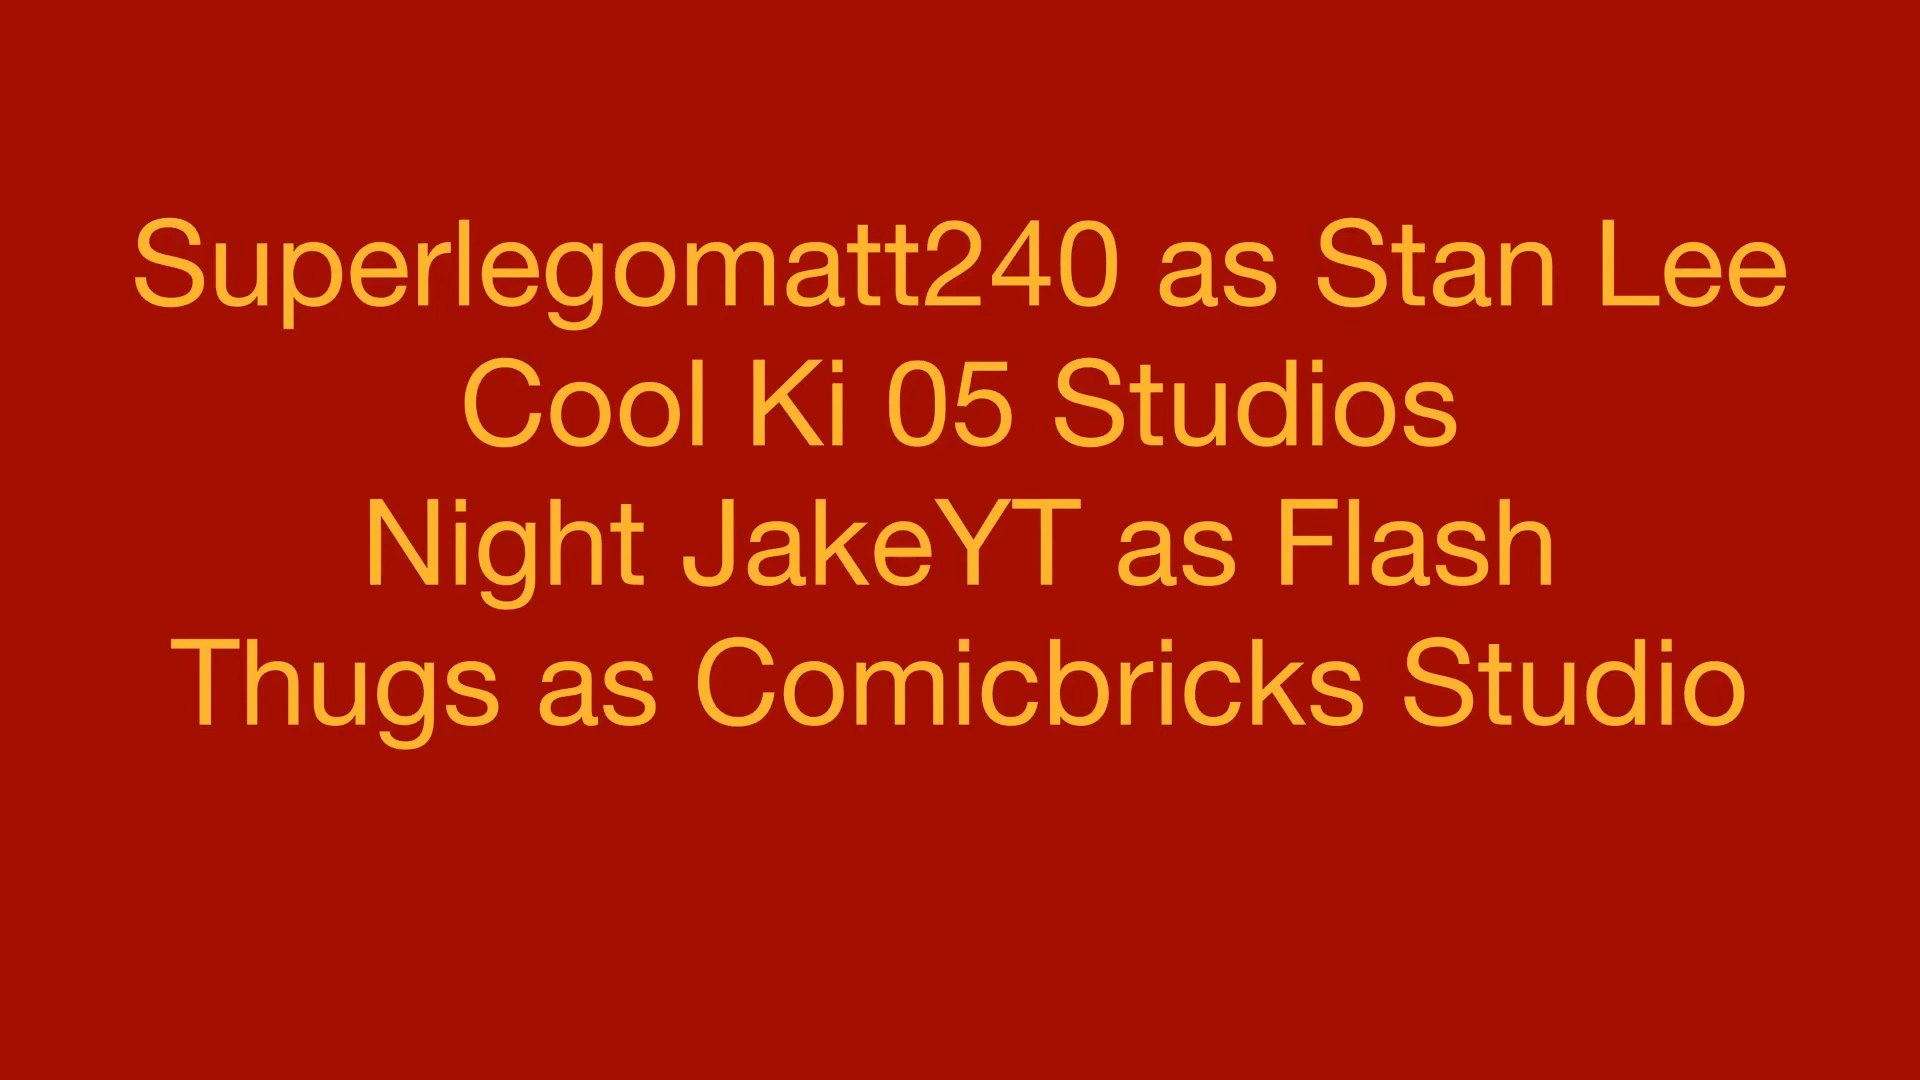 Superlegomatt240 as Stan Lee
Cool Ki 05 Studios
Night JakeYT as Flash
Thugs as Comicbricks Studio